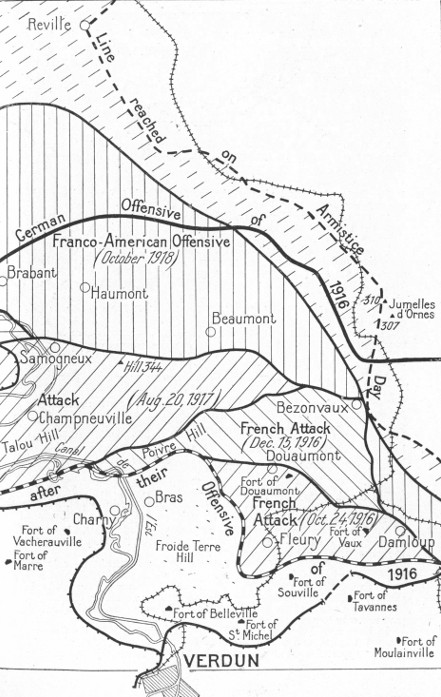 Reville
Line
reached
on
Armistice
Day
German
Offensive
of
1916
Franco-American Offensive
(October 1918)
Brabant
Haumont
310
Jumelles
d'Ornes
307
Beaumont
Samogneux
Hill 344
Attack
(Aug. 20, 1917)
Bezonvaux
Champneuville
Talou Hill
French Attack
(Dec. 15, 1916)
Poivre Hill
Douaumont
Canal
de
l'Est
after
their
Offensive
of
1916
Fort of
Douaumont
French
Attack (Oct. 24, 1916)
Bras
Charny
Fort of
Vacherauville
Froide Terre
Hill
Fleury
Fort of
Vaux
Damloup
Fort of
Marre
Fort of
Souville
Fort of
Tavannes
Fort of Belleville
Fort of
St Michel
Fort of
Moulainville
VERDUN